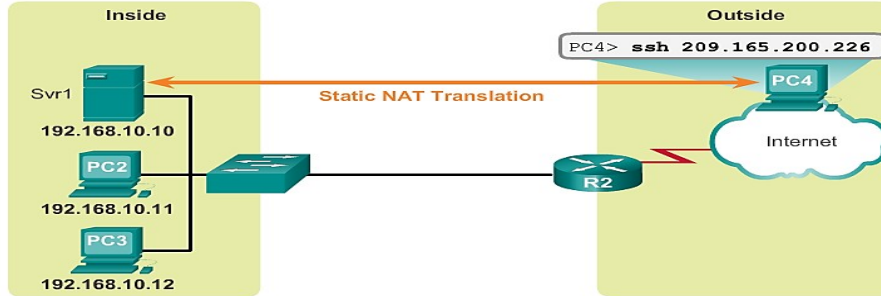 Inside
Outside
PC4> ssh 209.165.200.226
Svr1
Static NAT Translation
PC4
192.168.10.10
Internet
PC2
R2
192.168.10.11
PC3
192.168.10.12